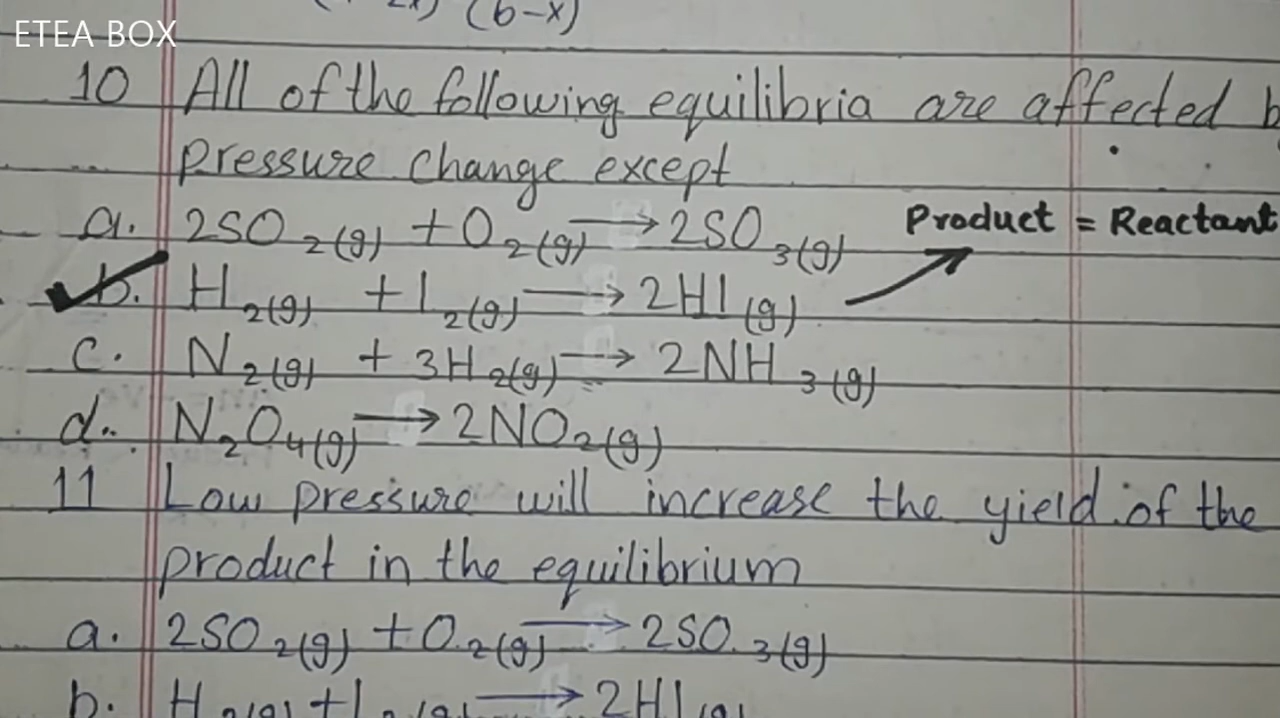 (6-x)
ETEA BOX
10 All of the following equilibria are affected b
pressure change except
a. 2SO2(g) + O2(g) → 2SO3(g) Product = Reactant
b. H2(g) + I2(g) → 2HI(g)
c. N2(g) + 3H2(g) → 2NH3(g)
d. N2O4(g) → 2NO2(g)
11 Low pressure will increase the yield of the
product in the equilibrium
a. 2SO2(g) + O2(g) → 2SO3(g)
b. H2(g) + I2(g) → 2HI(g)